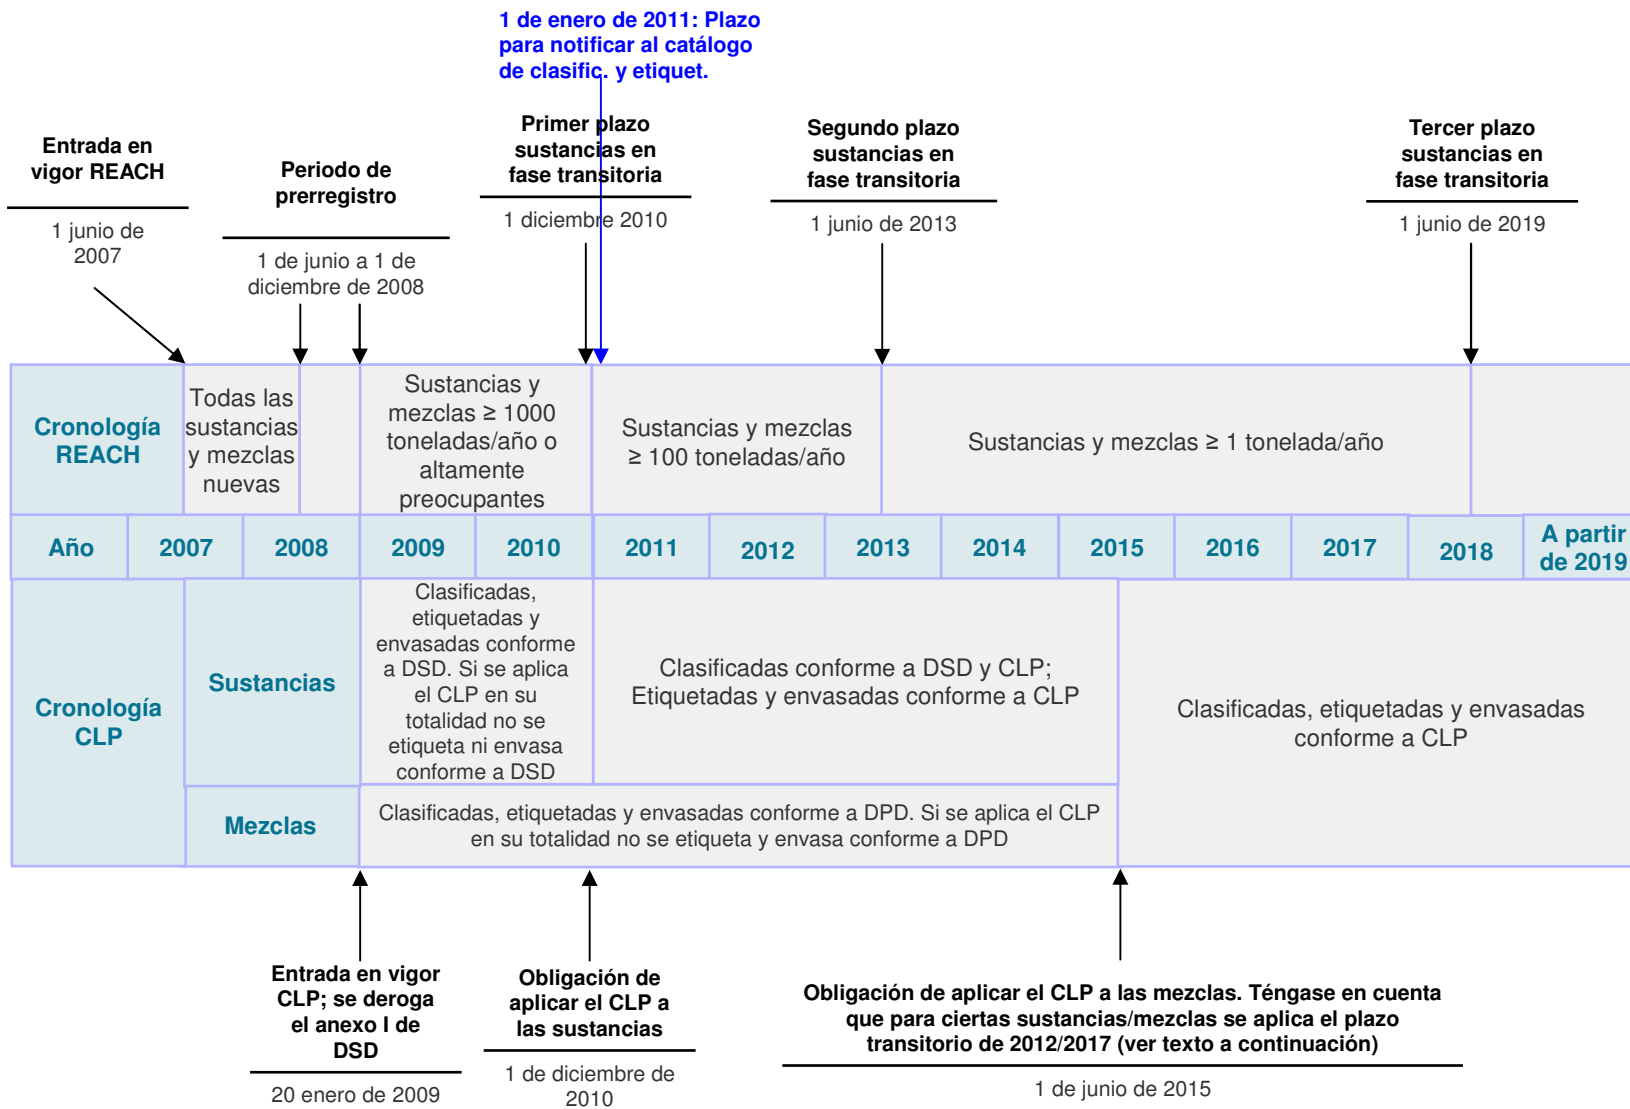 1 de enero de 2011: Plazo
para notificar al catálogo
de clasific. y etiquet.
Entrada en
vigor REACH
1 junio de
2007
Periodo de
prerregistro
1 de junio a 1 de
diciembre de 2008
Primer plazo
sustancias en
fase transitoria
1 diciembre 2010
Segundo plazo
sustancias en
fase transitoria
1 junio de 2013
Tercer plazo
sustancias en
fase transitoria
1 junio de 2019
Cronología
REACH
Todas las
sustancias
y mezclas
nuevas
Sustancias y
mezclas ≥ 1000
toneladas/año o
altamente
preocupantes
Sustancias y mezclas
≥ 100 toneladas/año
Sustancias y mezclas ≥ 1 tonelada/año
Año 2007 2008 2009 2010 2011 2012 2013 2014 2015 2016 2017 2018 A partir
de 2019
Cronología
CLP
Sustancias
Clasificadas,
etiquetadas y
envasadas conforme
a DSD. Si se aplica
el CLP en su
totalidad no se
etiqueta ni envasa
conforme a DSD
Clasificadas conforme a DSD y CLP;
Etiquetadas y envasadas conforme a CLP
Clasificadas, etiquetadas y envasadas
conforme a CLP
Mezclas
Clasificadas, etiquetadas y envasadas conforme a DPD. Si se aplica el CLP
en su totalidad no se etiqueta y envasa conforme a DPD
Entrada en vigor
CLP; se deroga
el anexo I de
DSD
20 enero de 2009
Obligación de
aplicar el CLP a
las sustancias
1 de diciembre de
2010
Obligación de aplicar el CLP a las mezclas. Téngase en cuenta
que para ciertas sustancias/mezclas se aplica el plazo
transitorio de 2012/2017 (ver texto a continuación)
1 de junio de 2015